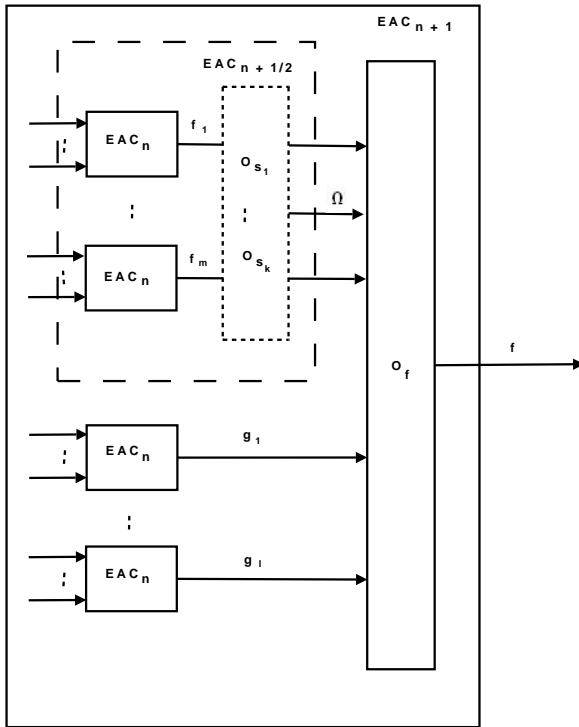 EAC n + 1
EAC n + 1/2
EAC n
f 1
O s 1
Ω
EAC n
f m
O s k
O f
f
EAC n
g 1
EAC n
g l